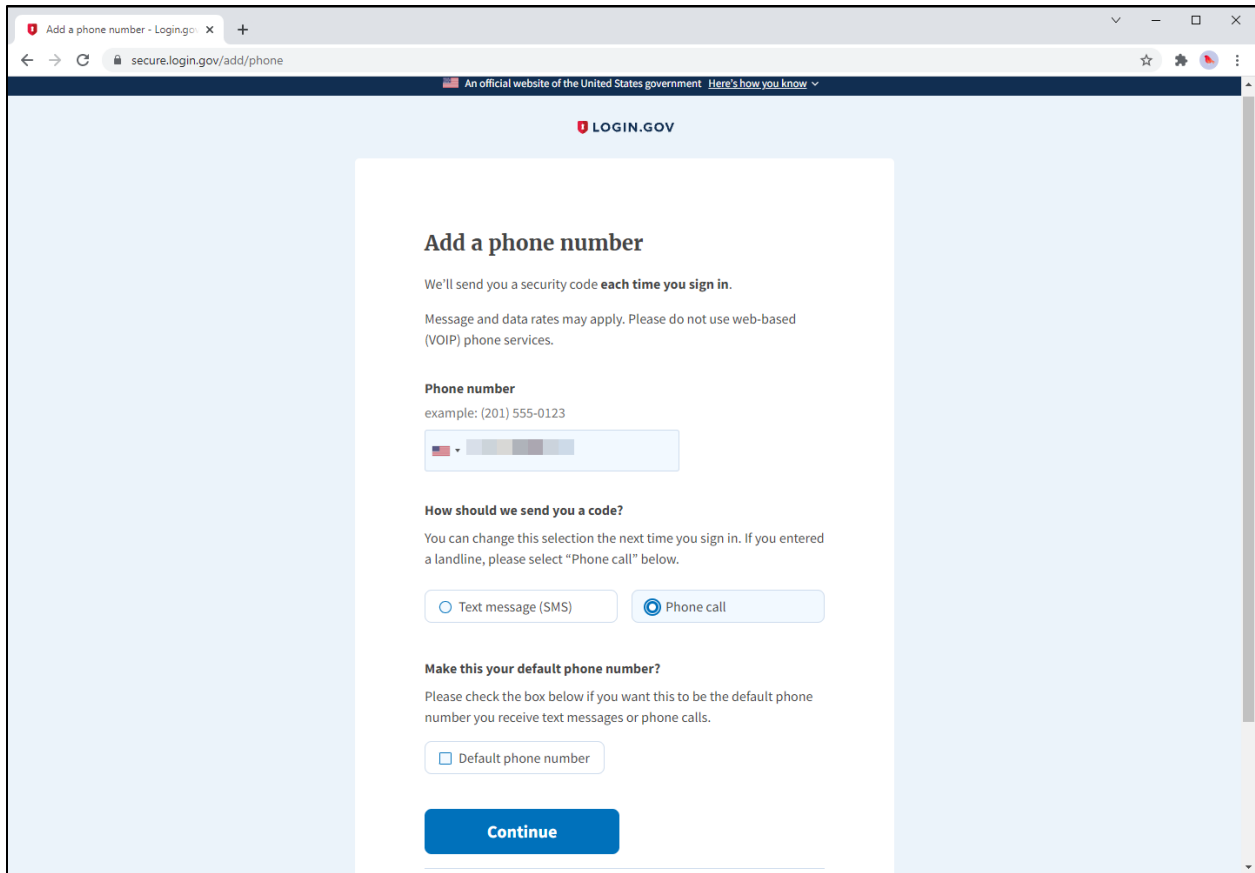 Add a phone number - Login.gov
secure.login.gov/add/phone
An official website of the United States government Here's how you know
LOGIN.GOV
Add a phone number
We'll send you a security code each time you sign in.
Message and data rates may apply. Please do not use web-based
(VOIP) phone services.
Phone number
example: (201) 555-0123
How should we send you a code?
You can change this selection the next time you sign in. If you entered
a landline, please select “Phone call” below.
Text message (SMS) Phone call
Make this your default phone number?
Please check the box below if you want this to be the default phone
number you receive text messages or phone calls.
Default phone number
Continue